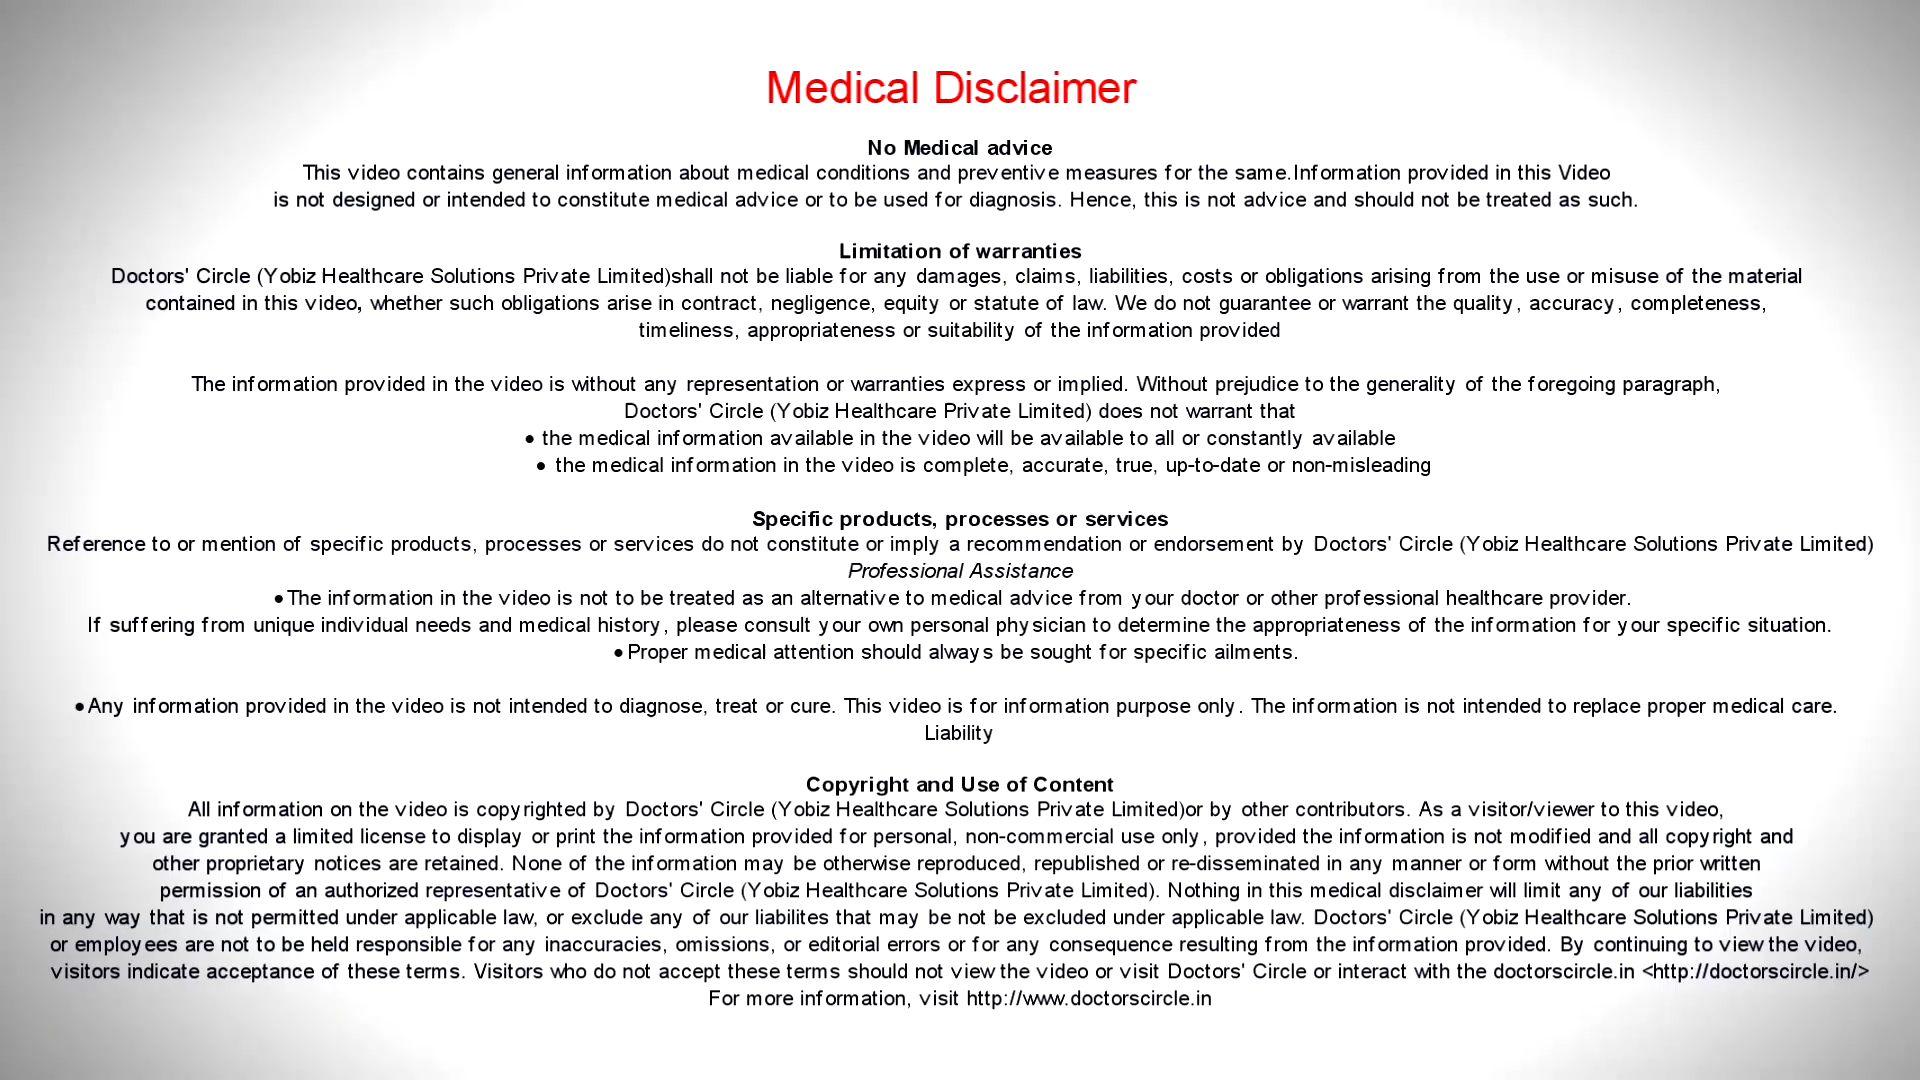 Medical Disclaimer
No Medical advice
This video contains general information about medical conditions and preventive measures for the same.Information provided in this Video
is not designed or intended to constitute medical advice or to be used for diagnosis. Hence, this is not advice and should not be treated as such.
Limitation of warranties
Doctors' Circle (Yobiz Healthcare Solutions Private Limited)shall not be liable for any damages, claims, liabilities, costs or obligations arising from the use or misuse of the material
contained in this video, whether such obligations arise in contract, negligence, equity or statute of law. We do not guarantee or warrant the quality, accuracy, completeness,
timeliness, appropriateness or suitability of the information provided
The information provided in the video is without any representation or warranties express or implied. Without prejudice to the generality of the foregoing paragraph,
Doctors' Circle (Yobiz Healthcare Private Limited) does not warrant that
• the medical information available in the video will be available to all or constantly available
• the medical information in the video is complete, accurate, true, up-to-date or non-misleading
Specific products, processes or services
Reference to or mention of specific products, processes or services do not constitute or imply a recommendation or endorsement by Doctors' Circle (Yobiz Healthcare Solutions Private Limited)
Professional Assistance
•The information in the video is not to be treated as an alternative to medical advice from your doctor or other professional healthcare provider.
If suffering from unique individual needs and medical history, please consult your own personal physician to determine the appropriateness of the information for your specific situation.
•Proper medical attention should always be sought for specific ailments.
•Any information provided in the video is not intended to diagnose, treat or cure. This video is for information purpose only. The information is not intended to replace proper medical care.
Liability
Copyright and Use of Content
All information on the video is copyrighted by Doctors' Circle (Yobiz Healthcare Solutions Private Limited)or by other contributors. As a visitor/viewer to this video,
you are granted a limited license to display or print the information provided for personal, non-commercial use only, provided the information is not modified and all copyright and
other proprietary notices are retained. None of the information may be otherwise reproduced, republished or re-disseminated in any manner or form without the prior written
permission of an authorized representative of Doctors' Circle (Yobiz Healthcare Solutions Private Limited). Nothing in this medical disclaimer will limit any of our liabilities
in any way that is not permitted under applicable law, or exclude any of our liabilites that may be not be excluded under applicable law. Doctors' Circle (Yobiz Healthcare Solutions Private Limited)
or employees are not to be held responsible for any inaccuracies, omissions, or editorial errors or for any consequence resulting from the information provided. By continuing to view the video,
visitors indicate acceptance of these terms. Visitors who do not accept these terms should not view the video or visit Doctors' Circle or interact with the doctorscircle.in <http://doctorscircle.in/>
For more information, visit http://www.doctorscircle.in